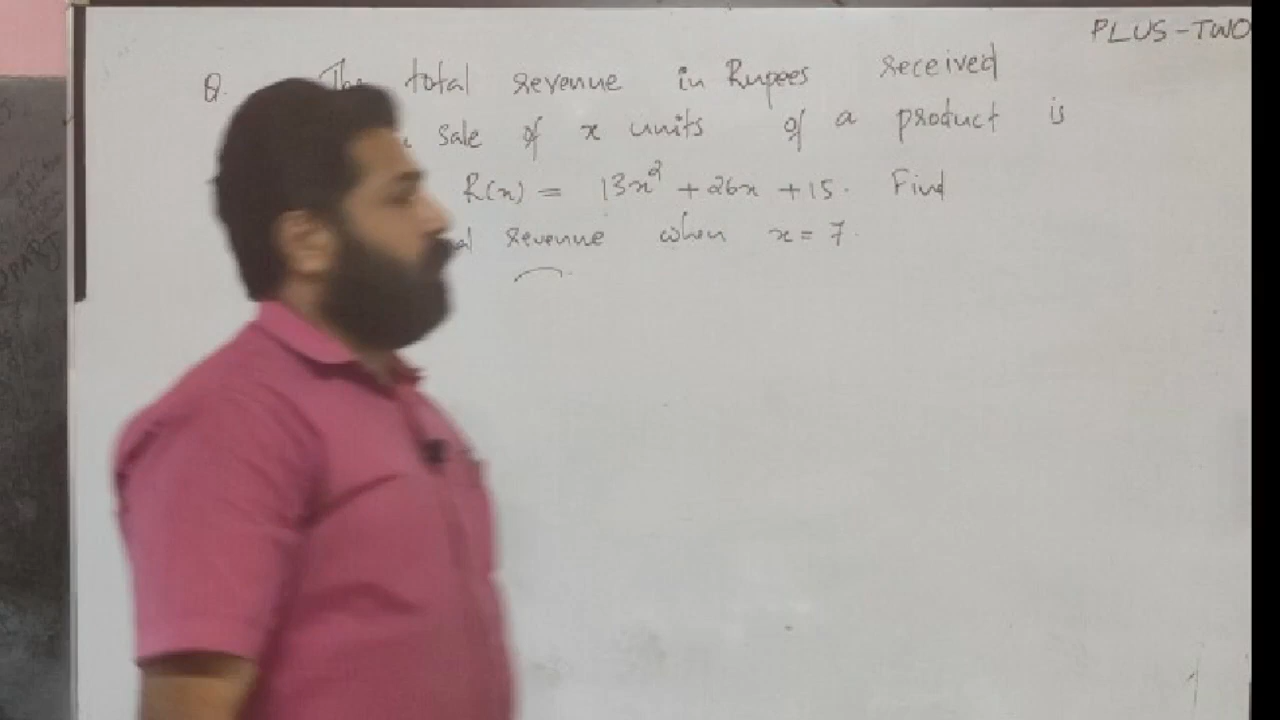 PLUS-TWO
Q. The total revenue in Rupees received
sale of x units of a product is
R(x) = 13x² + 26x + 15. Find
revenue when x = 7.